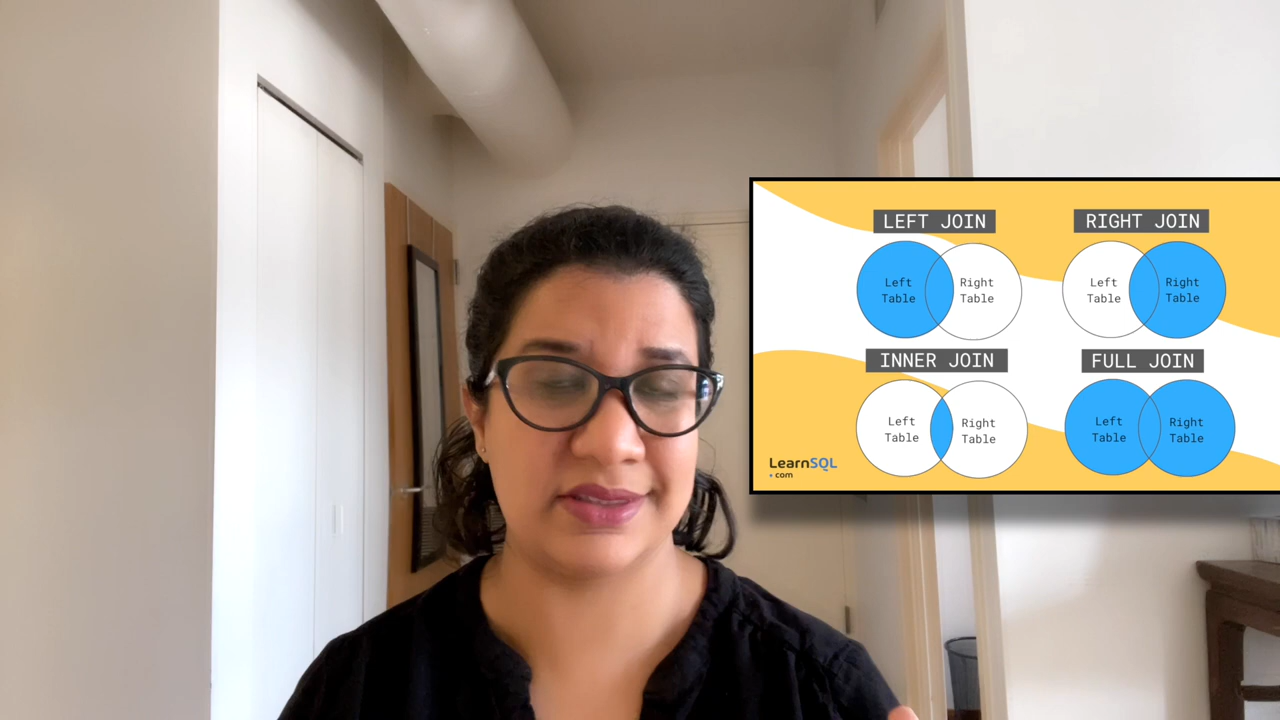 LEFT JOIN
Left
Table
Right
Table
RIGHT JOIN
Left
Table
Right
Table
INNER JOIN
Left
Table
Right
Table
FULL JOIN
Left
Table
Right
Table
LearnSQL
• com